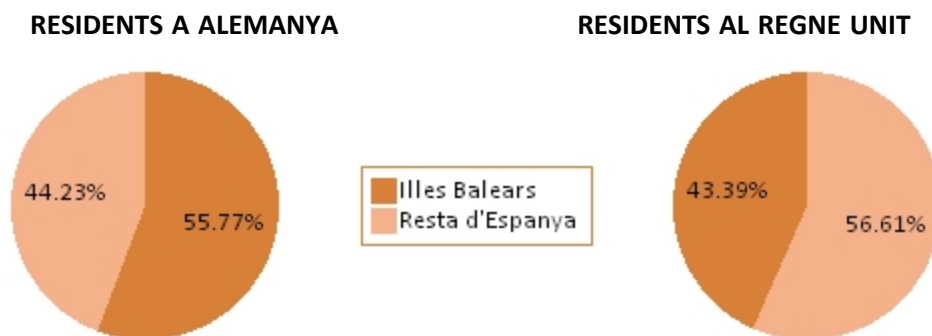 RESIDENTS A ALEMANYA
RESIDENTS AL REGNE UNIT
44.23%
55.77%
Illes Balears
Resta d'Espanya
43.39%
56.61%